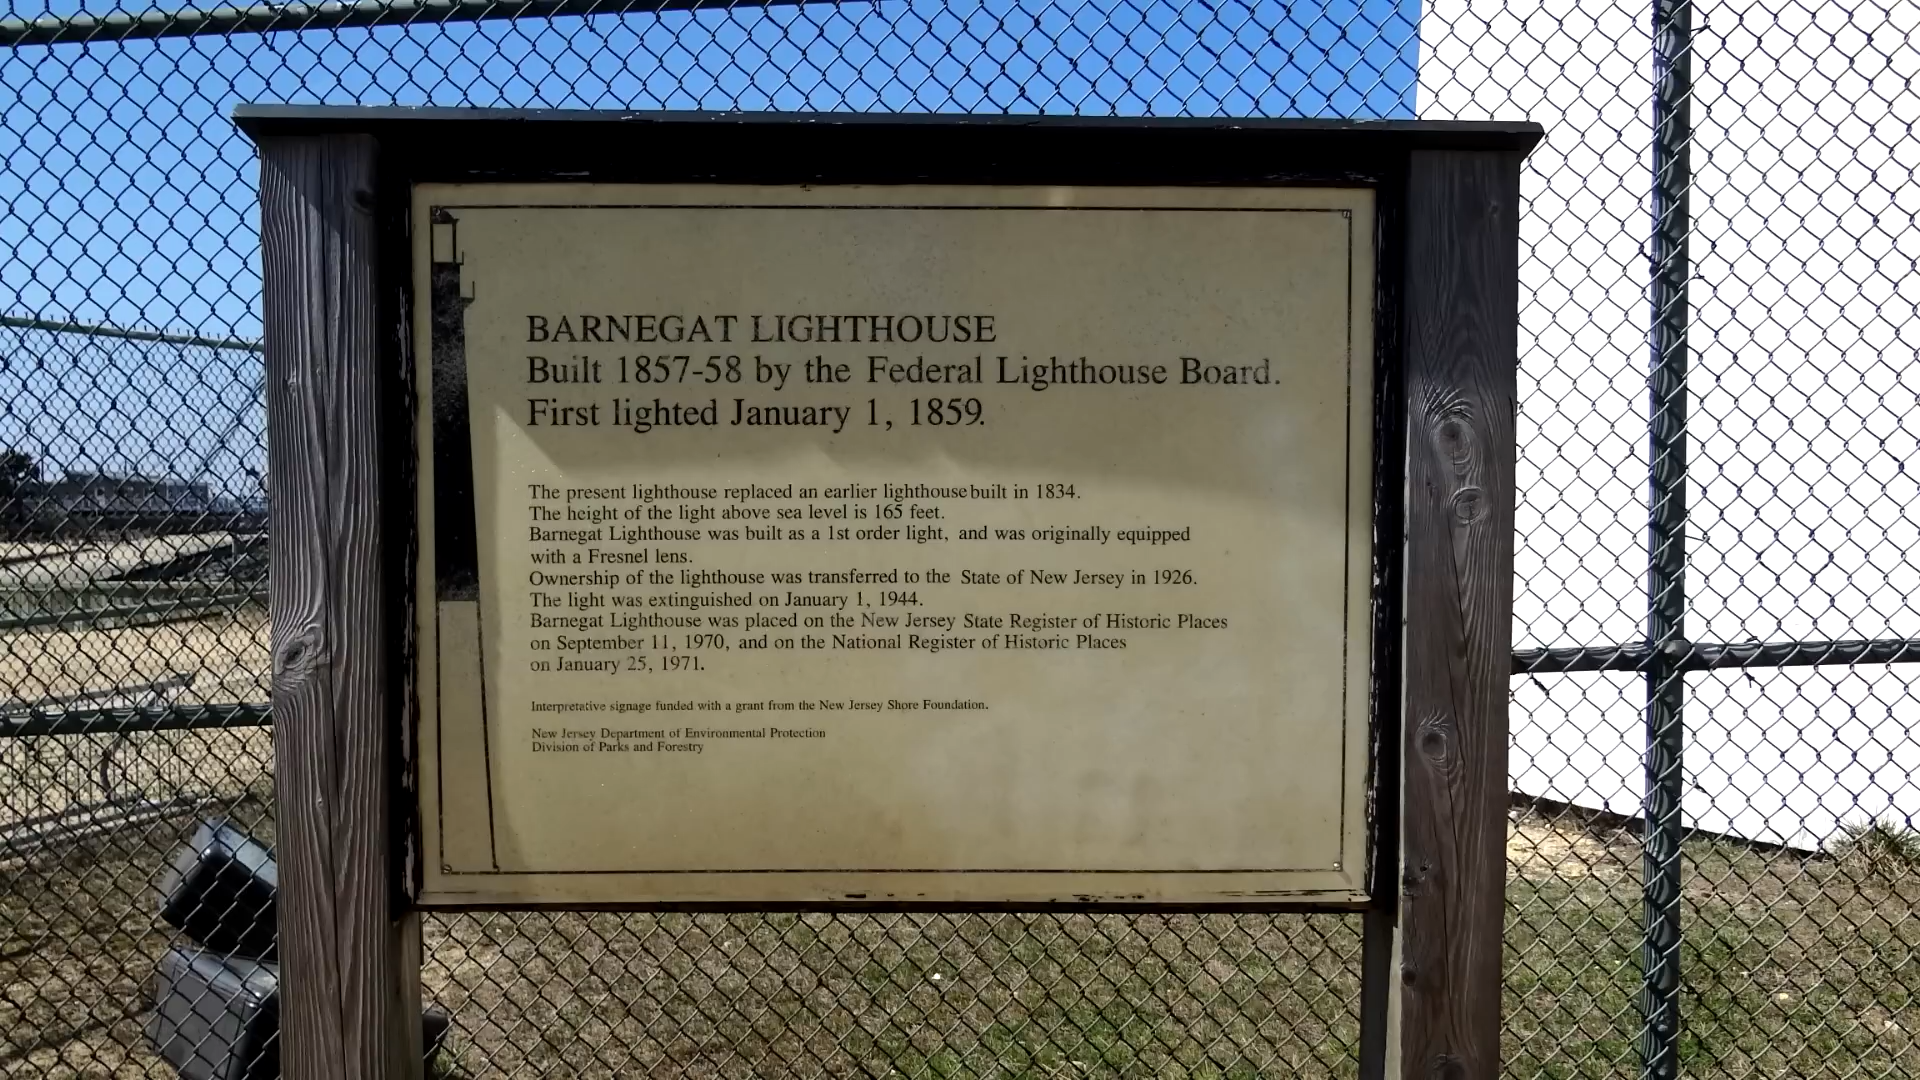 BARNEGAT LIGHTHOUSE
Built 1857-58 by the Federal Lighthouse Board.
First lighted January 1, 1859.
The present lighthouse replaced an earlier lighthouse built in 1834.
The height of the light above sea level is 165 feet.
Barnegat Lighthouse was built as a 1st order light, and was originally equipped
with a Fresnel lens.
Ownership of the lighthouse was transferred to the State of New Jersey in 1926.
The light was extinguished on January 1, 1944.
Barnegat Lighthouse was placed on the New Jersey State Register of Historic Places
on September 11, 1970, and on the National Register of Historic Places
on January 25, 1971.
Interpretative signage funded with a grant from the New Jersey Shore Foundation.
New Jersey Department of Environmental Protection
Division of Parks and Forestry